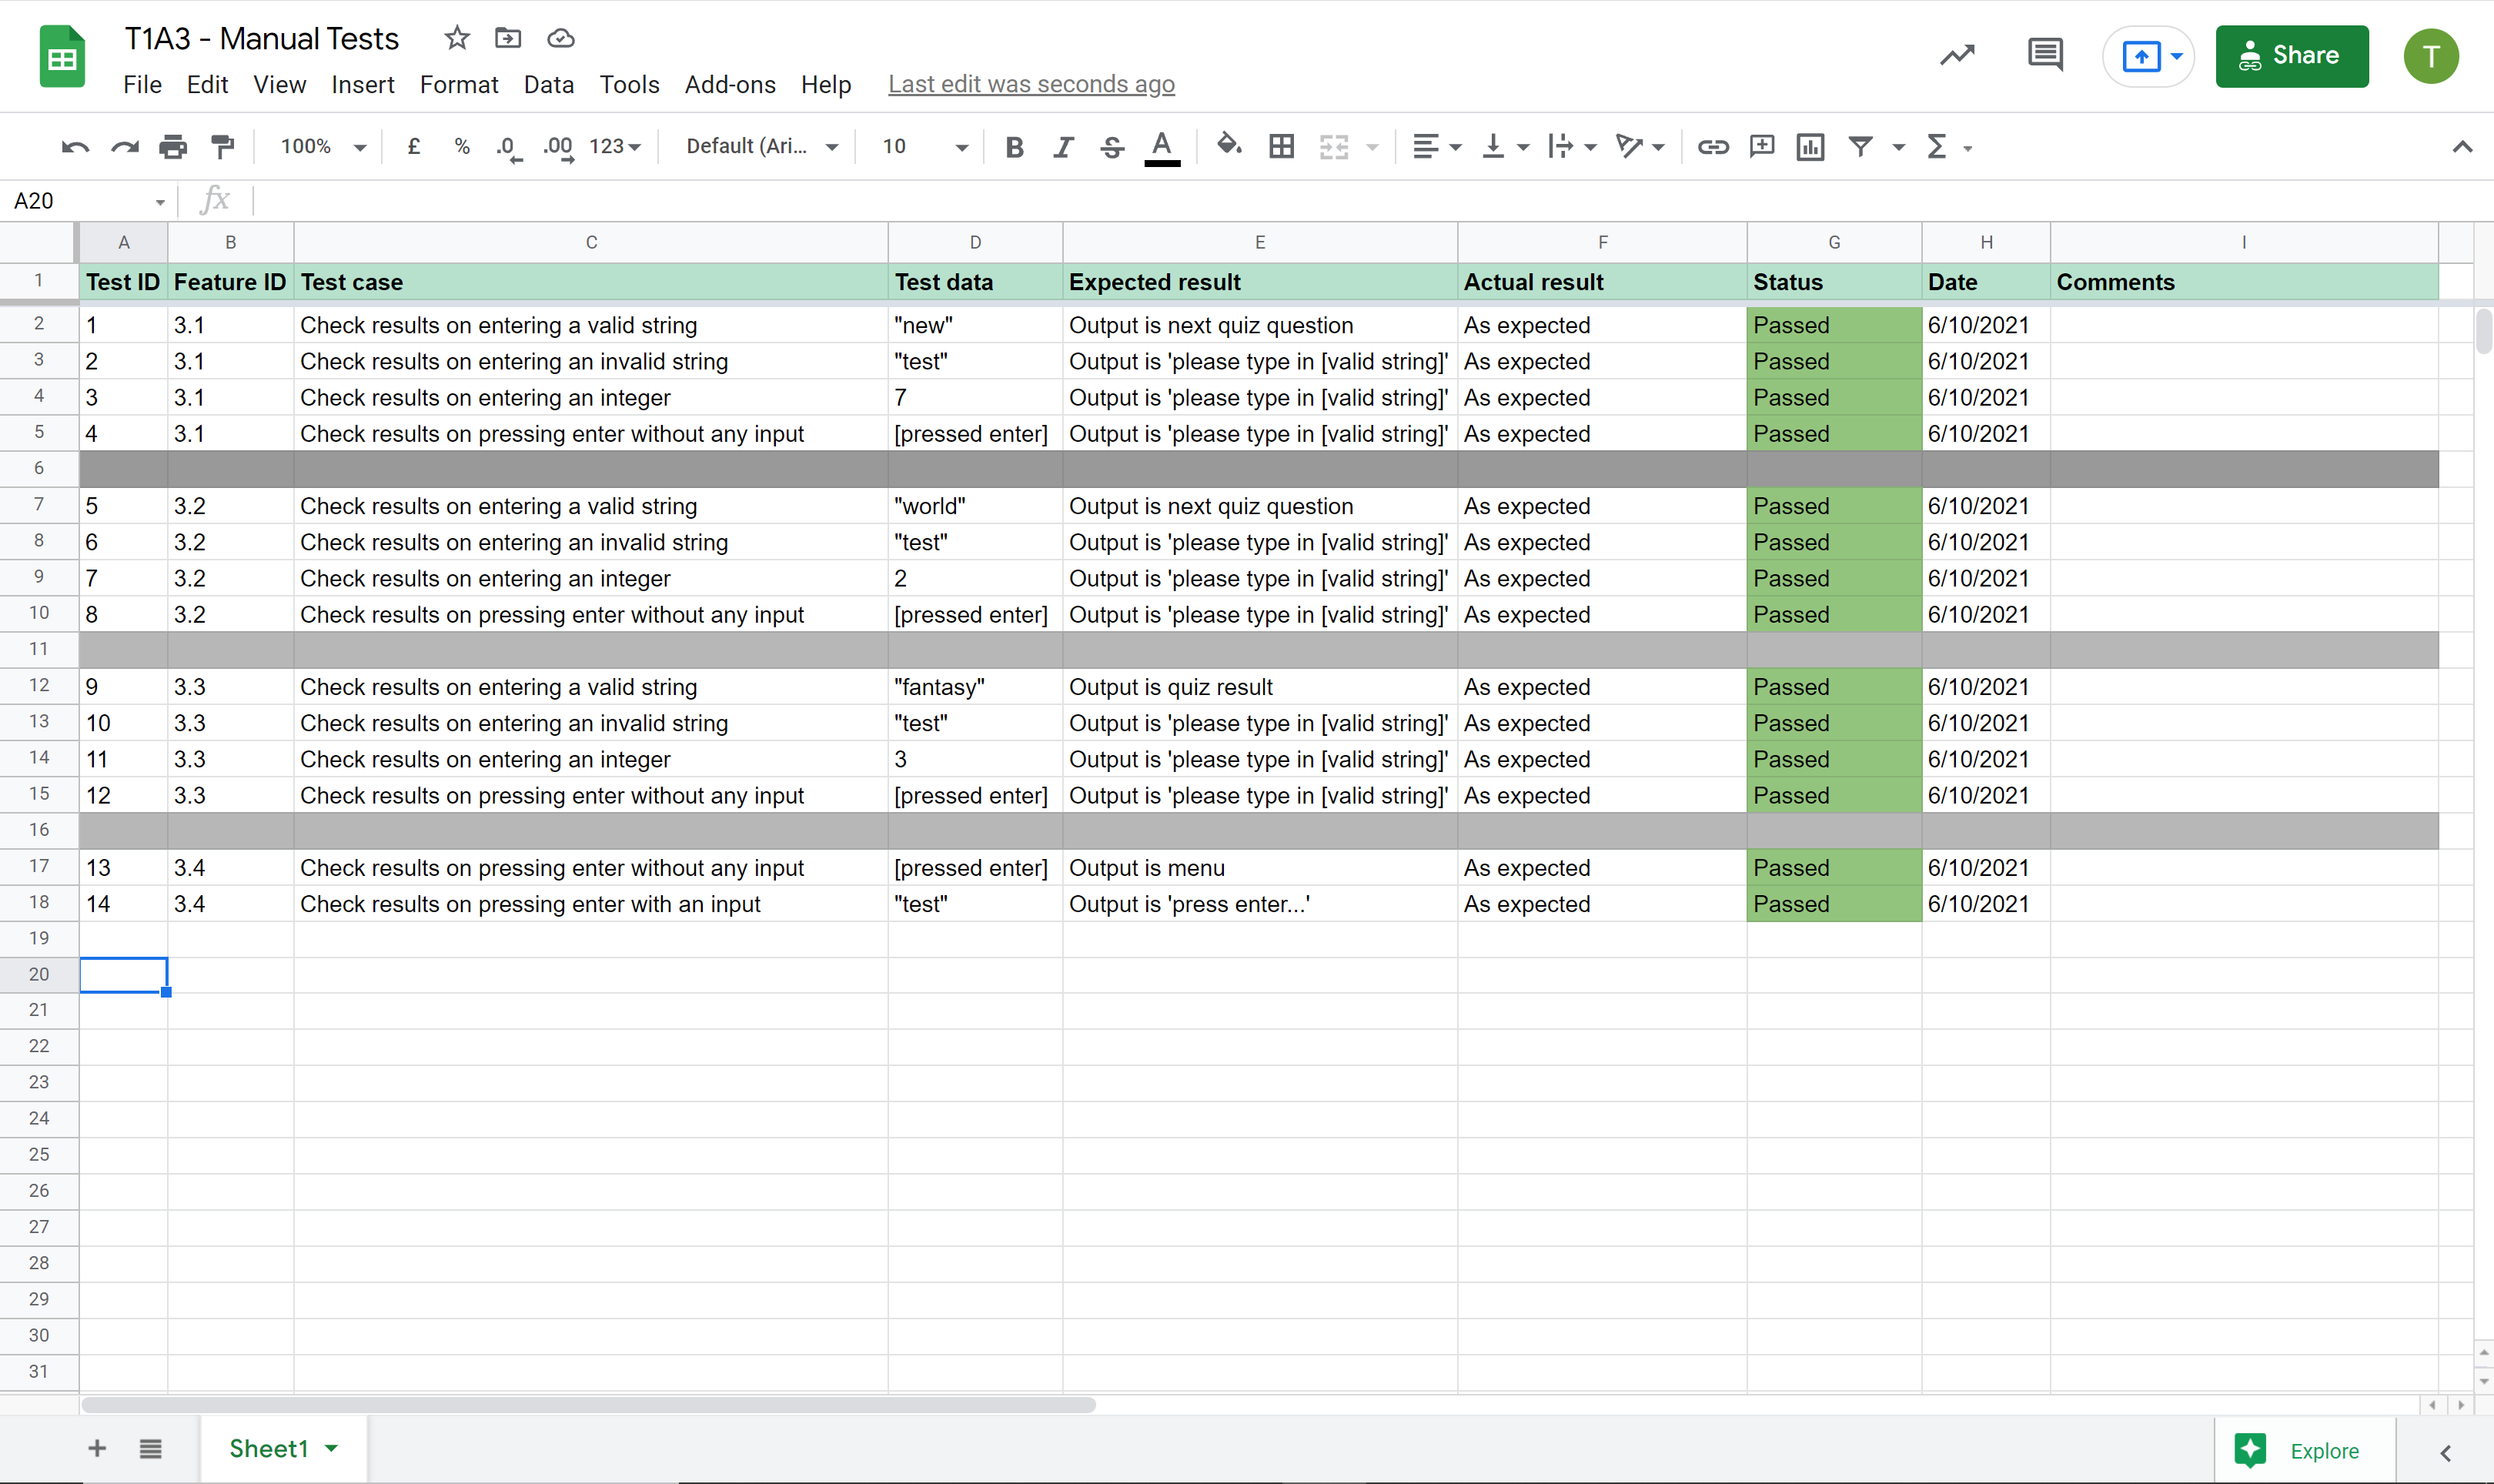 T1A3 - Manual Tests
File Edit View Insert Format Data Tools Add-ons Help Last edit was seconds ago
Share
T
100% £ % .0 .00 123 Default (Ari... 10 B I S A Σ
A20 fx
A B C D E F G H I
1 Test ID Feature ID Test case Test data Expected result Actual result Status Date Comments
2 1 3.1 Check results on entering a valid string "new" Output is next quiz question As expected Passed 6/10/2021
3 2 3.1 Check results on entering an invalid string "test" Output is 'please type in [valid string]' As expected Passed 6/10/2021
4 3 3.1 Check results on entering an integer 7 Output is 'please type in [valid string]' As expected Passed 6/10/2021
5 4 3.1 Check results on pressing enter without any input [pressed enter] Output is 'please type in [valid string]' As expected Passed 6/10/2021
6
7 5 3.2 Check results on entering a valid string "world" Output is next quiz question As expected Passed 6/10/2021
8 6 3.2 Check results on entering an invalid string "test" Output is 'please type in [valid string]' As expected Passed 6/10/2021
9 7 3.2 Check results on entering an integer 2 Output is 'please type in [valid string]' As expected Passed 6/10/2021
10 8 3.2 Check results on pressing enter without any input [pressed enter] Output is 'please type in [valid string]' As expected Passed 6/10/2021
11
12 9 3.3 Check results on entering a valid string "fantasy" Output is quiz result As expected Passed 6/10/2021
13 10 3.3 Check results on entering an invalid string "test" Output is 'please type in [valid string]' As expected Passed 6/10/2021
14 11 3.3 Check results on entering an integer 3 Output is 'please type in [valid string]' As expected Passed 6/10/2021
15 12 3.3 Check results on pressing enter without any input [pressed enter] Output is 'please type in [valid string]' As expected Passed 6/10/2021
16
17 13 3.4 Check results on pressing enter without any input [pressed enter] Output is menu As expected Passed 6/10/2021
18 14 3.4 Check results on pressing enter with an input "test" Output is 'press enter...' As expected Passed 6/10/2021
19
20
21
22
23
24
25
26
27
28
29
30
31
Sheet1
Explore